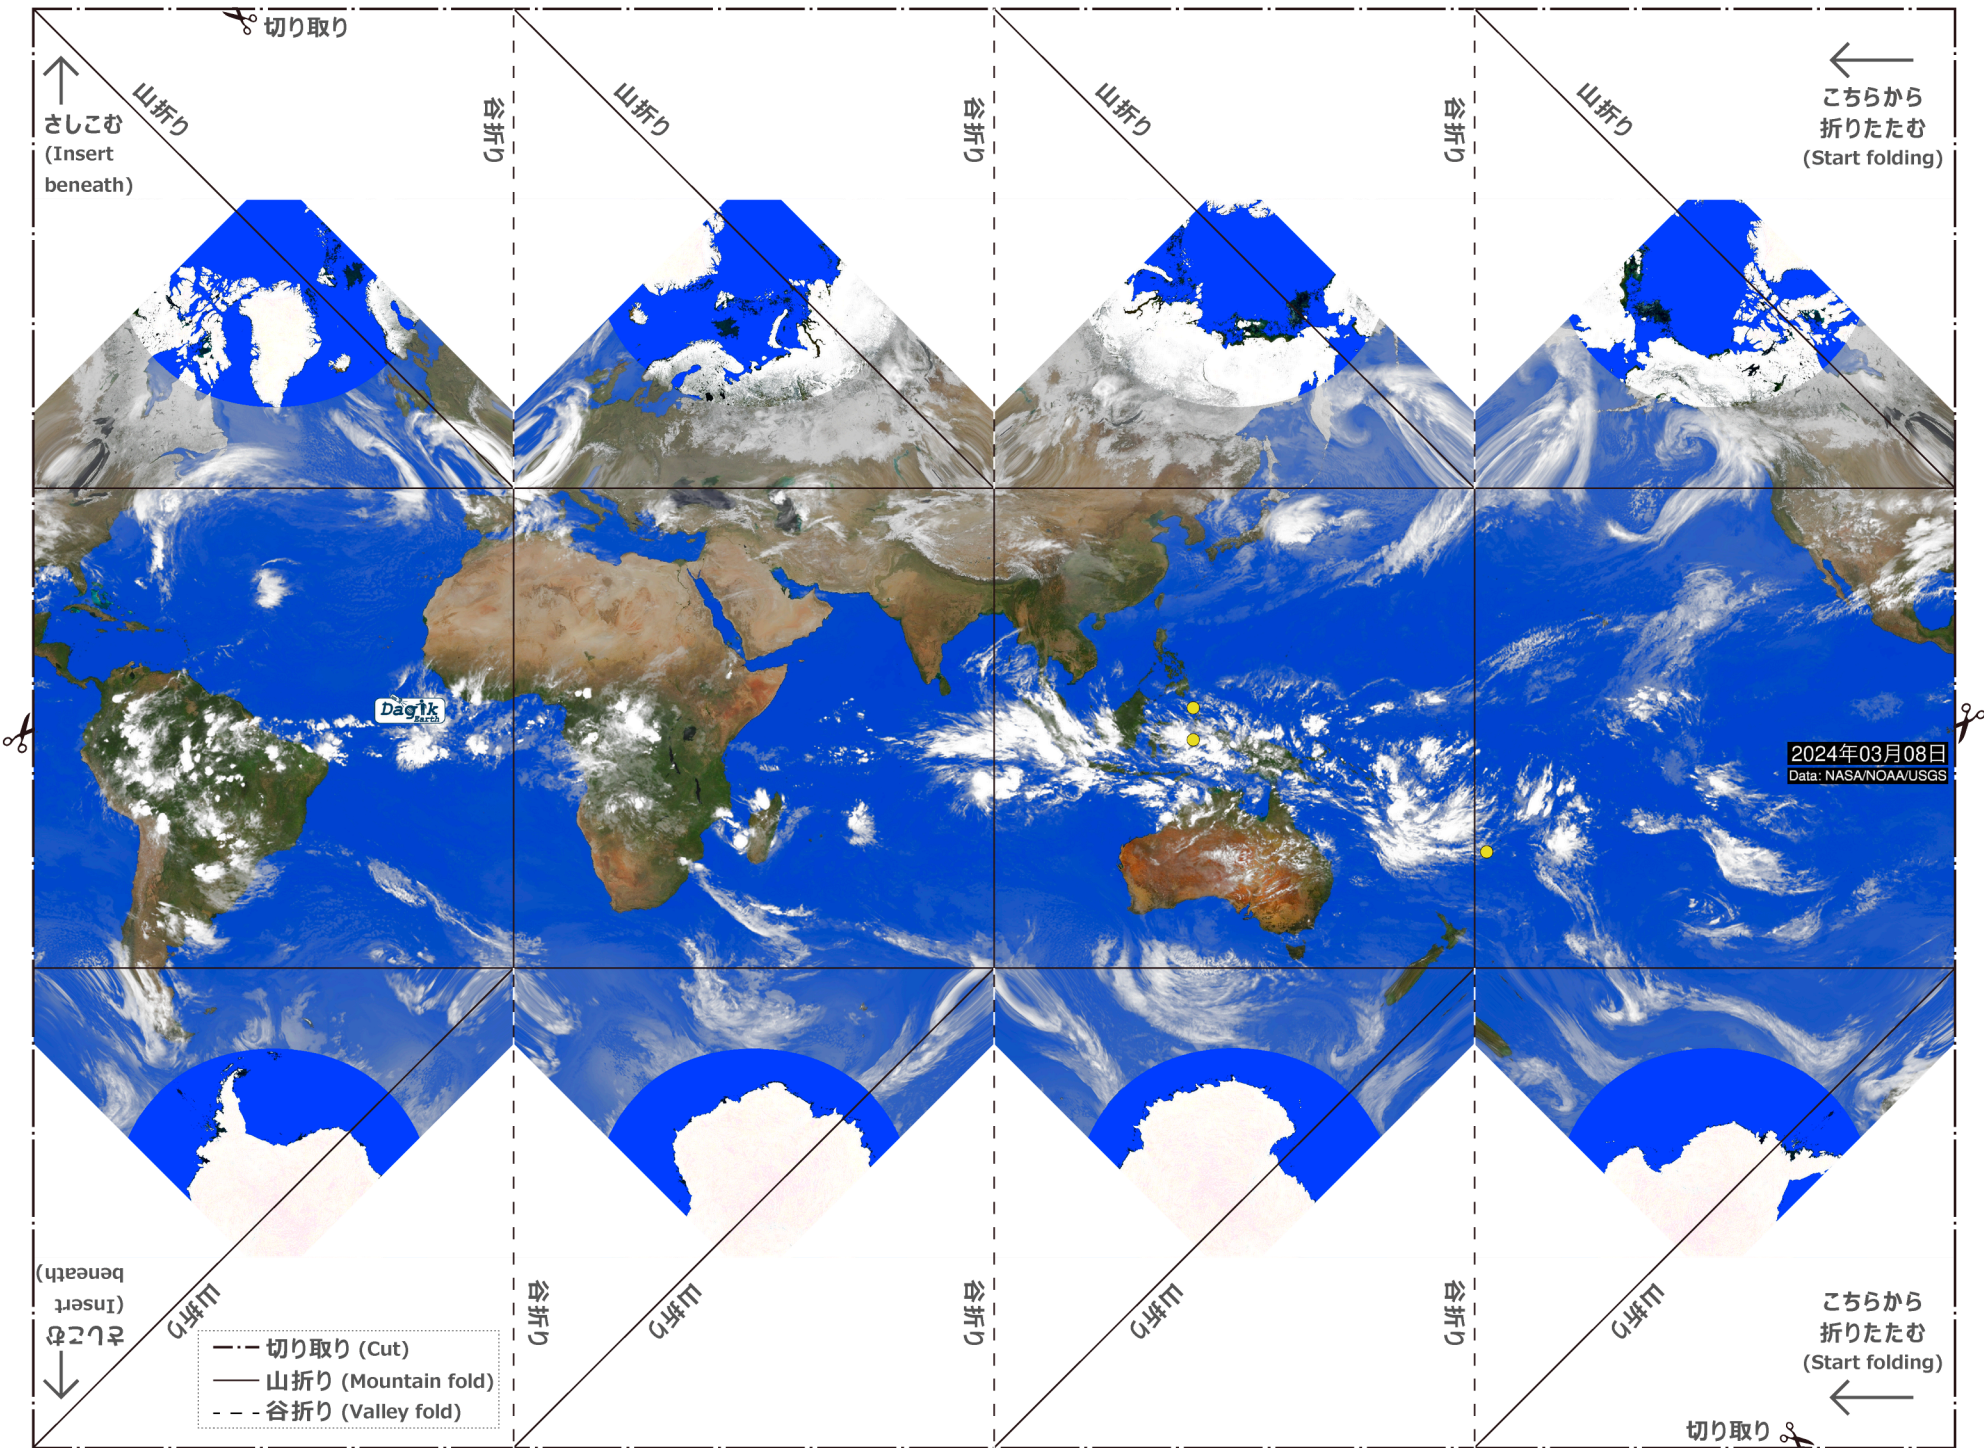 切り取り
さしこむ
(Insert
beneath)
山折り
谷折り
山折り
谷折り
山折り
谷折り
山折り
こちらから
折りたたむ
(Start folding)
Dagik
Earth
2024年03月08日
Data: NASA/NOAA/USGS
さしこむ
(Insert
beneath)
山折り
谷折り
山折り
谷折り
山折り
谷折り
山折り
こちらから
折りたたむ
(Start folding)
切り取り (Cut)
山折り (Mountain fold)
谷折り (Valley fold)
切り取り